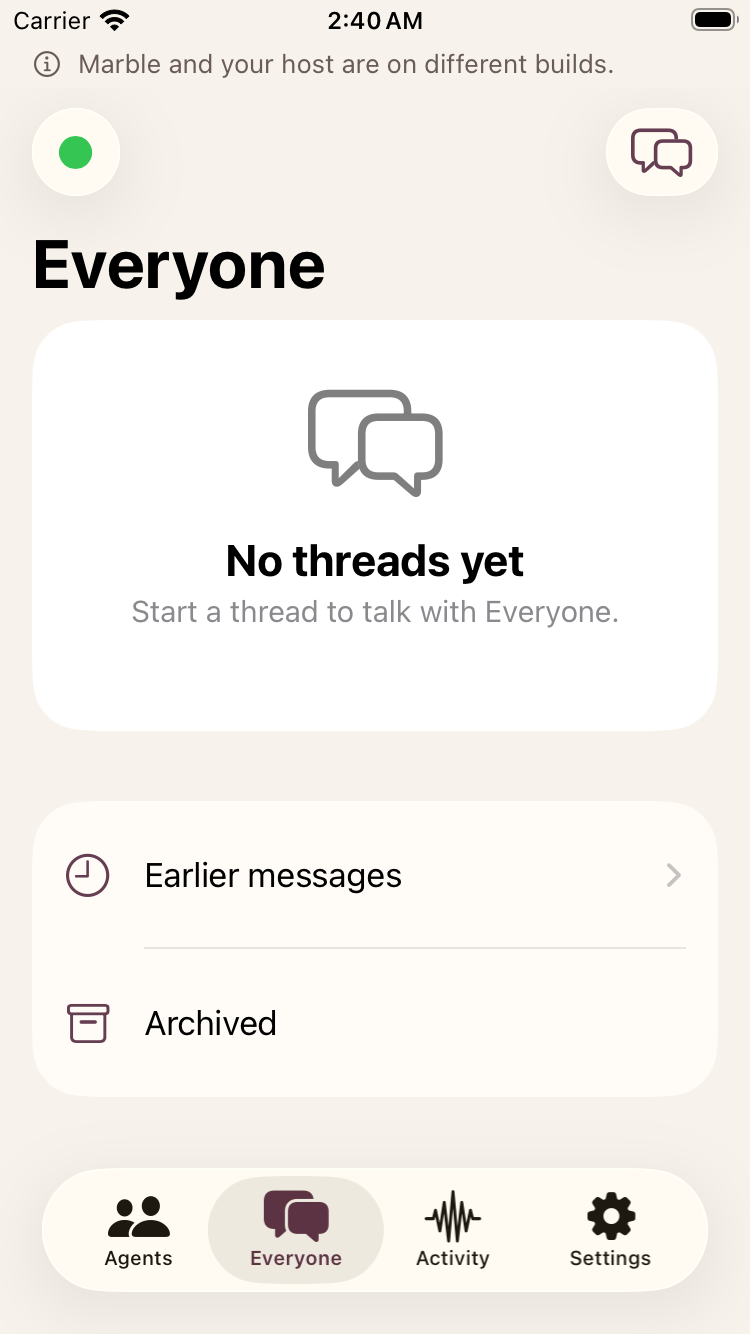 Carrier 2:40 AM
Marble and your host are on different builds.
Everyone
No threads yet
Start a thread to talk with Everyone.
Earlier messages
Archived
Agents Everyone Activity Settings